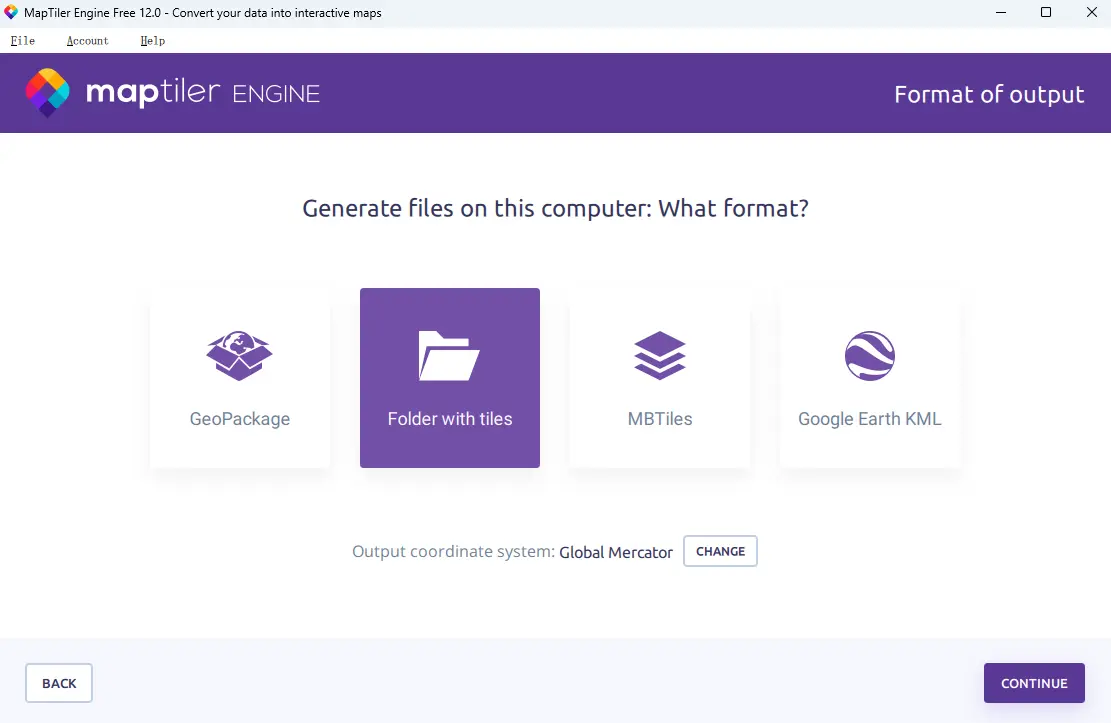 MapTiler Engine Free 12.0 - Convert your data into interactive maps
File Account Help
maptiler ENGINE
Format of output
Generate files on this computer: What format?
GeoPackage
Folder with tiles
MBTiles
Google Earth KML
Output coordinate system: Global Mercator CHANGE
BACK
CONTINUE